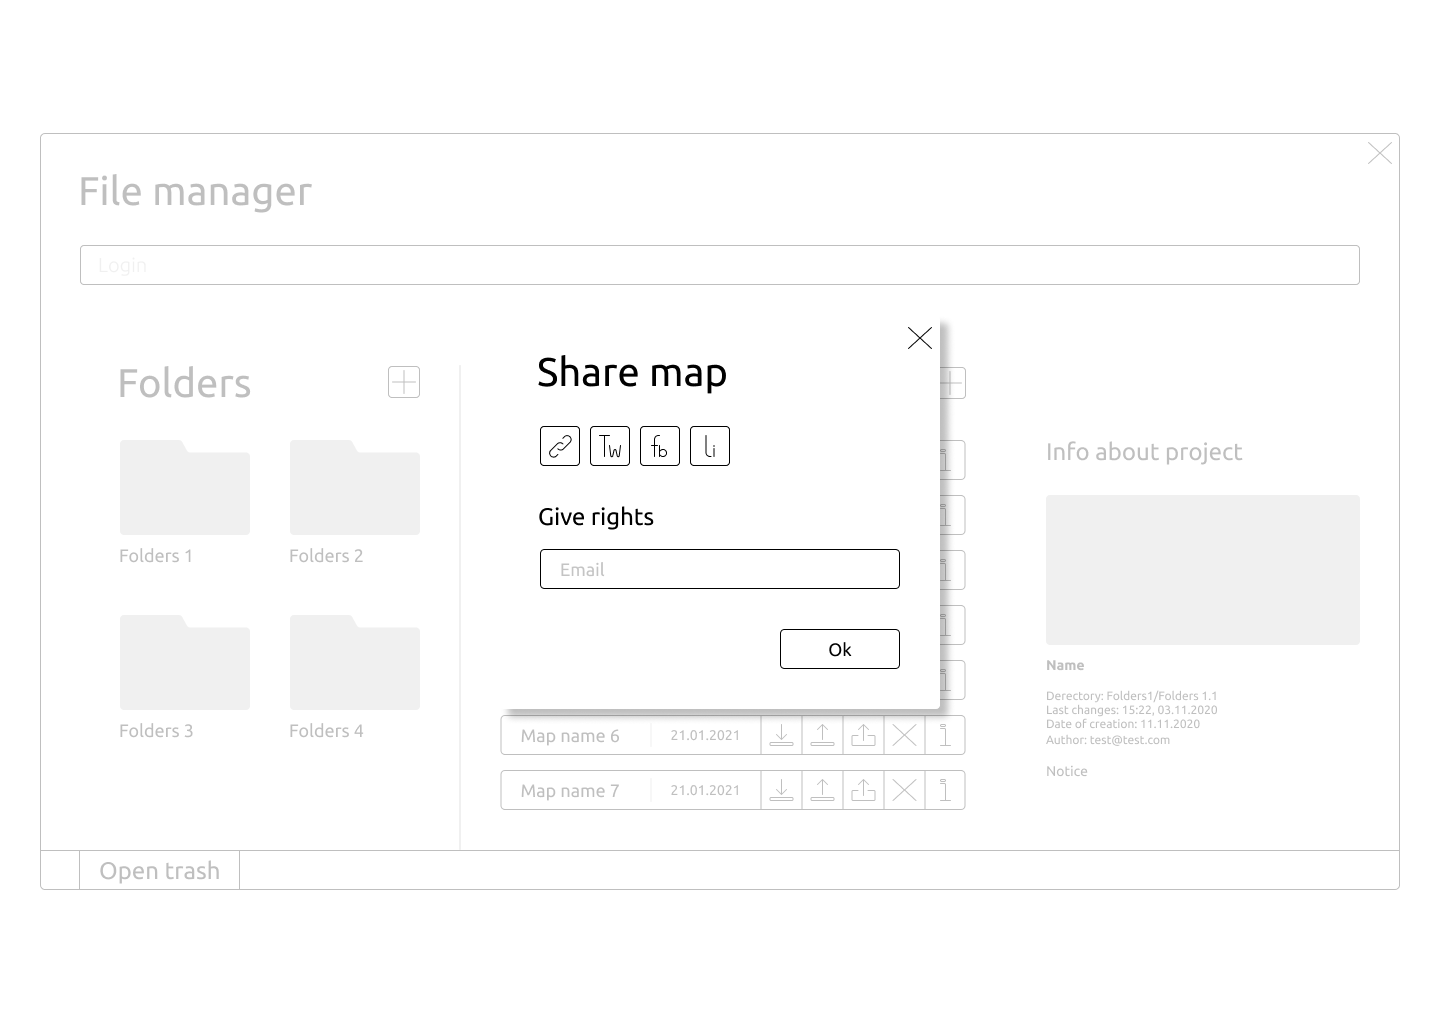 File manager
Login
Folders
Folders 1
Folders 2
Folders 3
Folders 4
Share map
Tw
fb
li
Give rights
Email
Ok
Map name 6 21.01.2021
Map name 7 21.01.2021
Info about project
Name
Derectory: Folders1/Folders 1.1
Last changes: 15:22, 03.11.2020
Date of creation: 11.11.2020
Author: test@test.com
Notice
Open trash